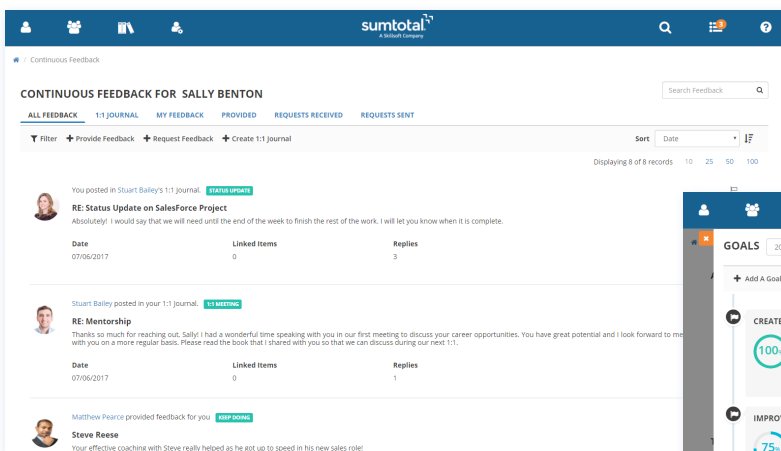 sumtotal
A Skillsoft Company
3
/ Continuous Feedback
CONTINUOUS FEEDBACK FOR SALLY BENTON
Search Feedback
ALL FEEDBACK 1:1 JOURNAL MY FEEDBACK PROVIDED REQUESTS RECEIVED REQUESTS SENT
Filter + Provide Feedback + Request Feedback + Create 1:1 Journal
Sort Date
Displaying 8 of 8 records 10 25 50 100
You posted in Stuart Bailey's 1:1 Journal. STATUS UPDATE
RE: Status Update on SalesForce Project
Absolutely! I would say that we will need until the end of the week to finish the rest of the work. I will let you know when it is complete.
Date Linked Items Replies
07/06/2017 0 3
Stuart Bailey posted in your 1:1 Journal. 1:1 MEETING
RE: Mentorship
Thanks so much for reaching out, Sally! I had a wonderful time speaking with you in our first meeting to discuss your career opportunities. You have great potential and I look forward to me
with you on a more regular basis. Please read the book that I shared with you so that we can discuss during our next 1:1.
Date Linked Items Replies
07/06/2017 0 1
Matthew Pearce provided feedback for you KEEP DOING
Steve Reese
Your effective coaching with Steve really helped as he got up to speed in his new sales role!
GOALS 20
+ Add A Goal
CREATE
100%
IMPROV
75%